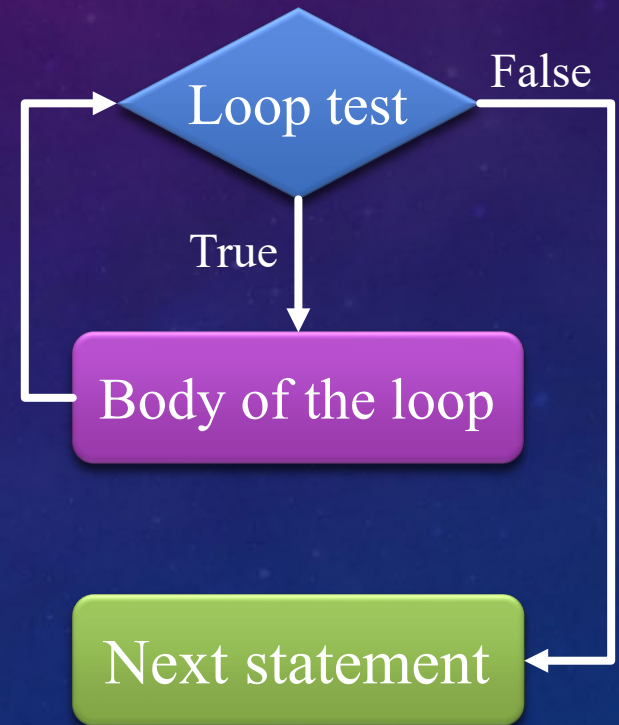 Loop test
False
True
Body of the loop
Next statement